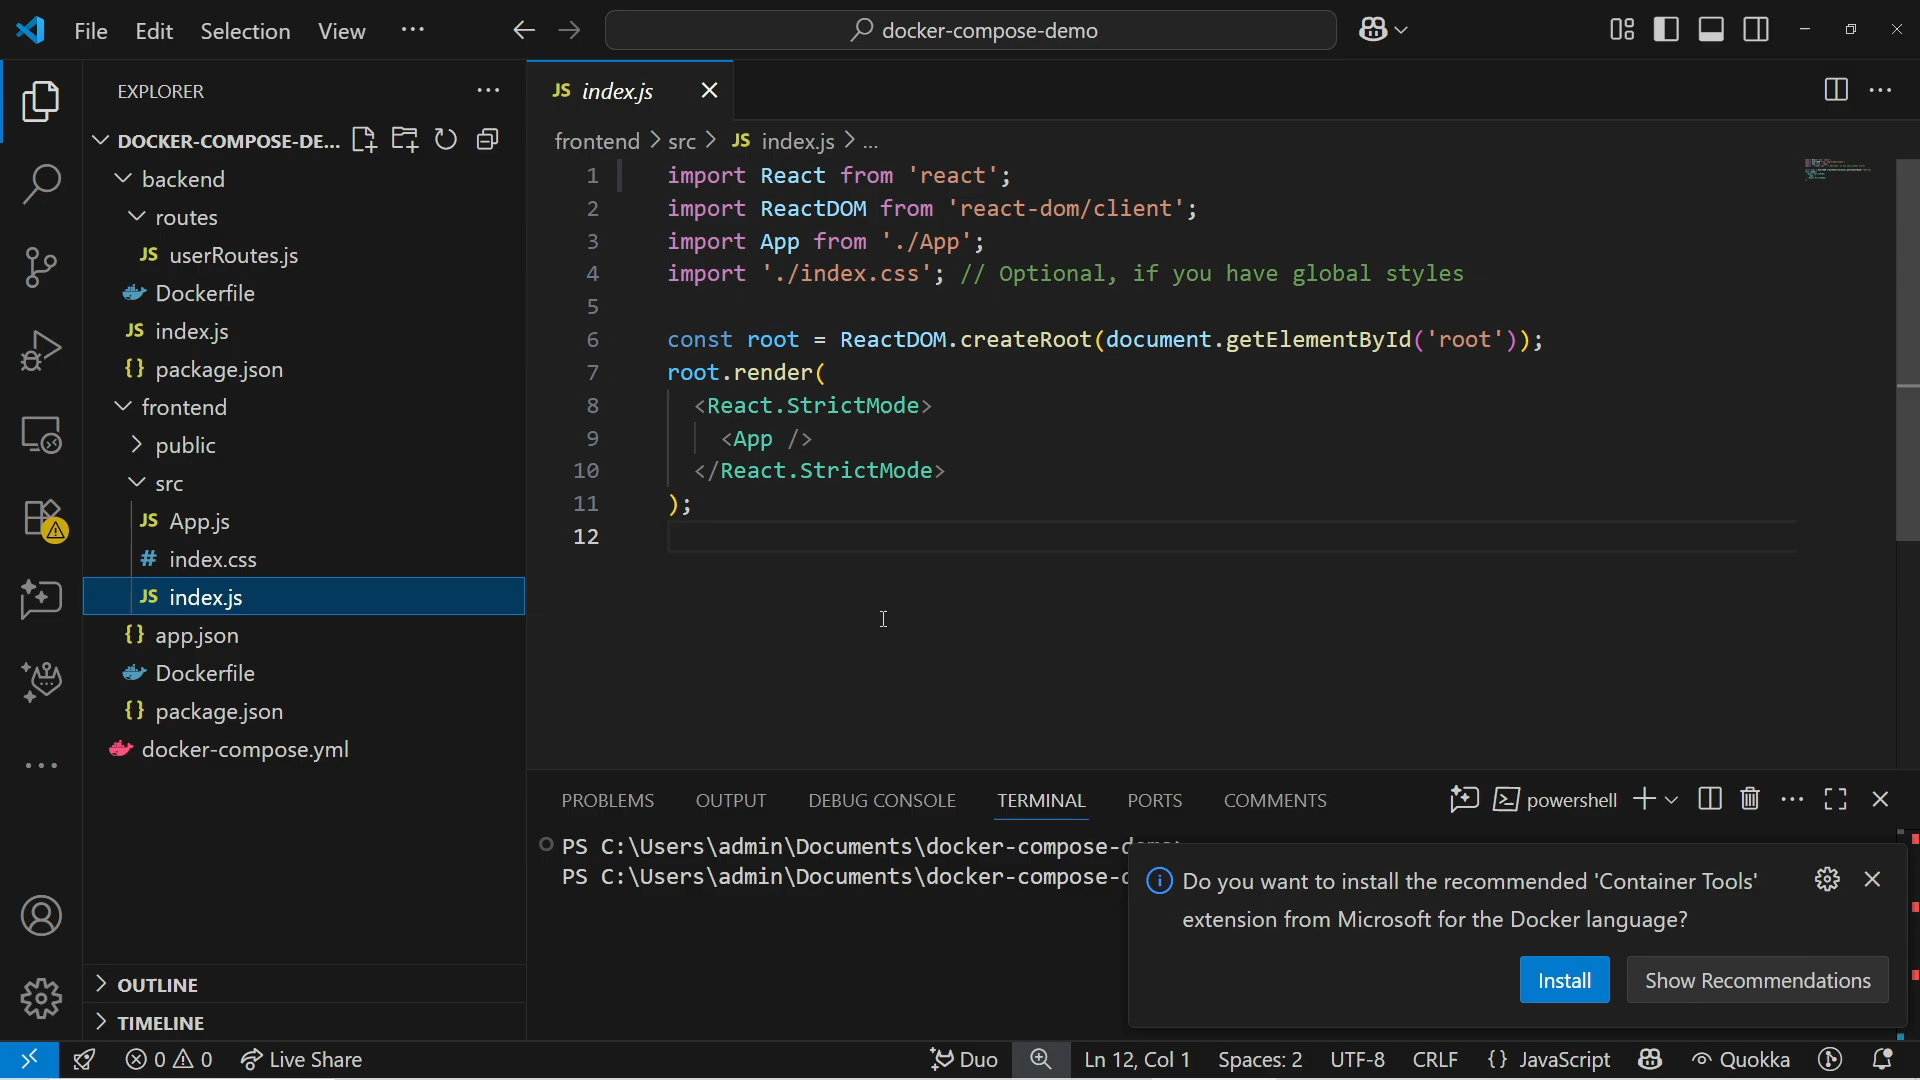 File Edit Selection View ··· docker-compose-demo
EXPLORER
DOCKER-COMPOSE-DE...
backend
routes
JS userRoutes.js
Dockerfile
JS index.js
{} package.json
frontend
public
src
JS App.js
# index.css
JS index.js
{} app.json
Dockerfile
{} package.json
docker-compose.yml
OUTLINE
TIMELINE
JS index.js
frontend > src > JS index.js > ...
1 import React from 'react';
2 import ReactDOM from 'react-dom/client';
3 import App from './App';
4 import './index.css'; // Optional, if you have global styles
5
6 const root = ReactDOM.createRoot(document.getElementById('root'));
7 root.render(
8 <React.StrictMode>
9 <App />
10 </React.StrictMode>
11 );
12
PROBLEMS OUTPUT DEBUG CONSOLE TERMINAL PORTS COMMENTS powershell
PS C:\Users\admin\Documents\docker-compose-
PS C:\Users\admin\Documents\docker-compose-
Do you want to install the recommended 'Container Tools'
extension from Microsoft for the Docker language?
Install Show Recommendations
0 0 Live Share Duo Ln 12, Col 1 Spaces: 2 UTF-8 CRLF {} JavaScript Quokka